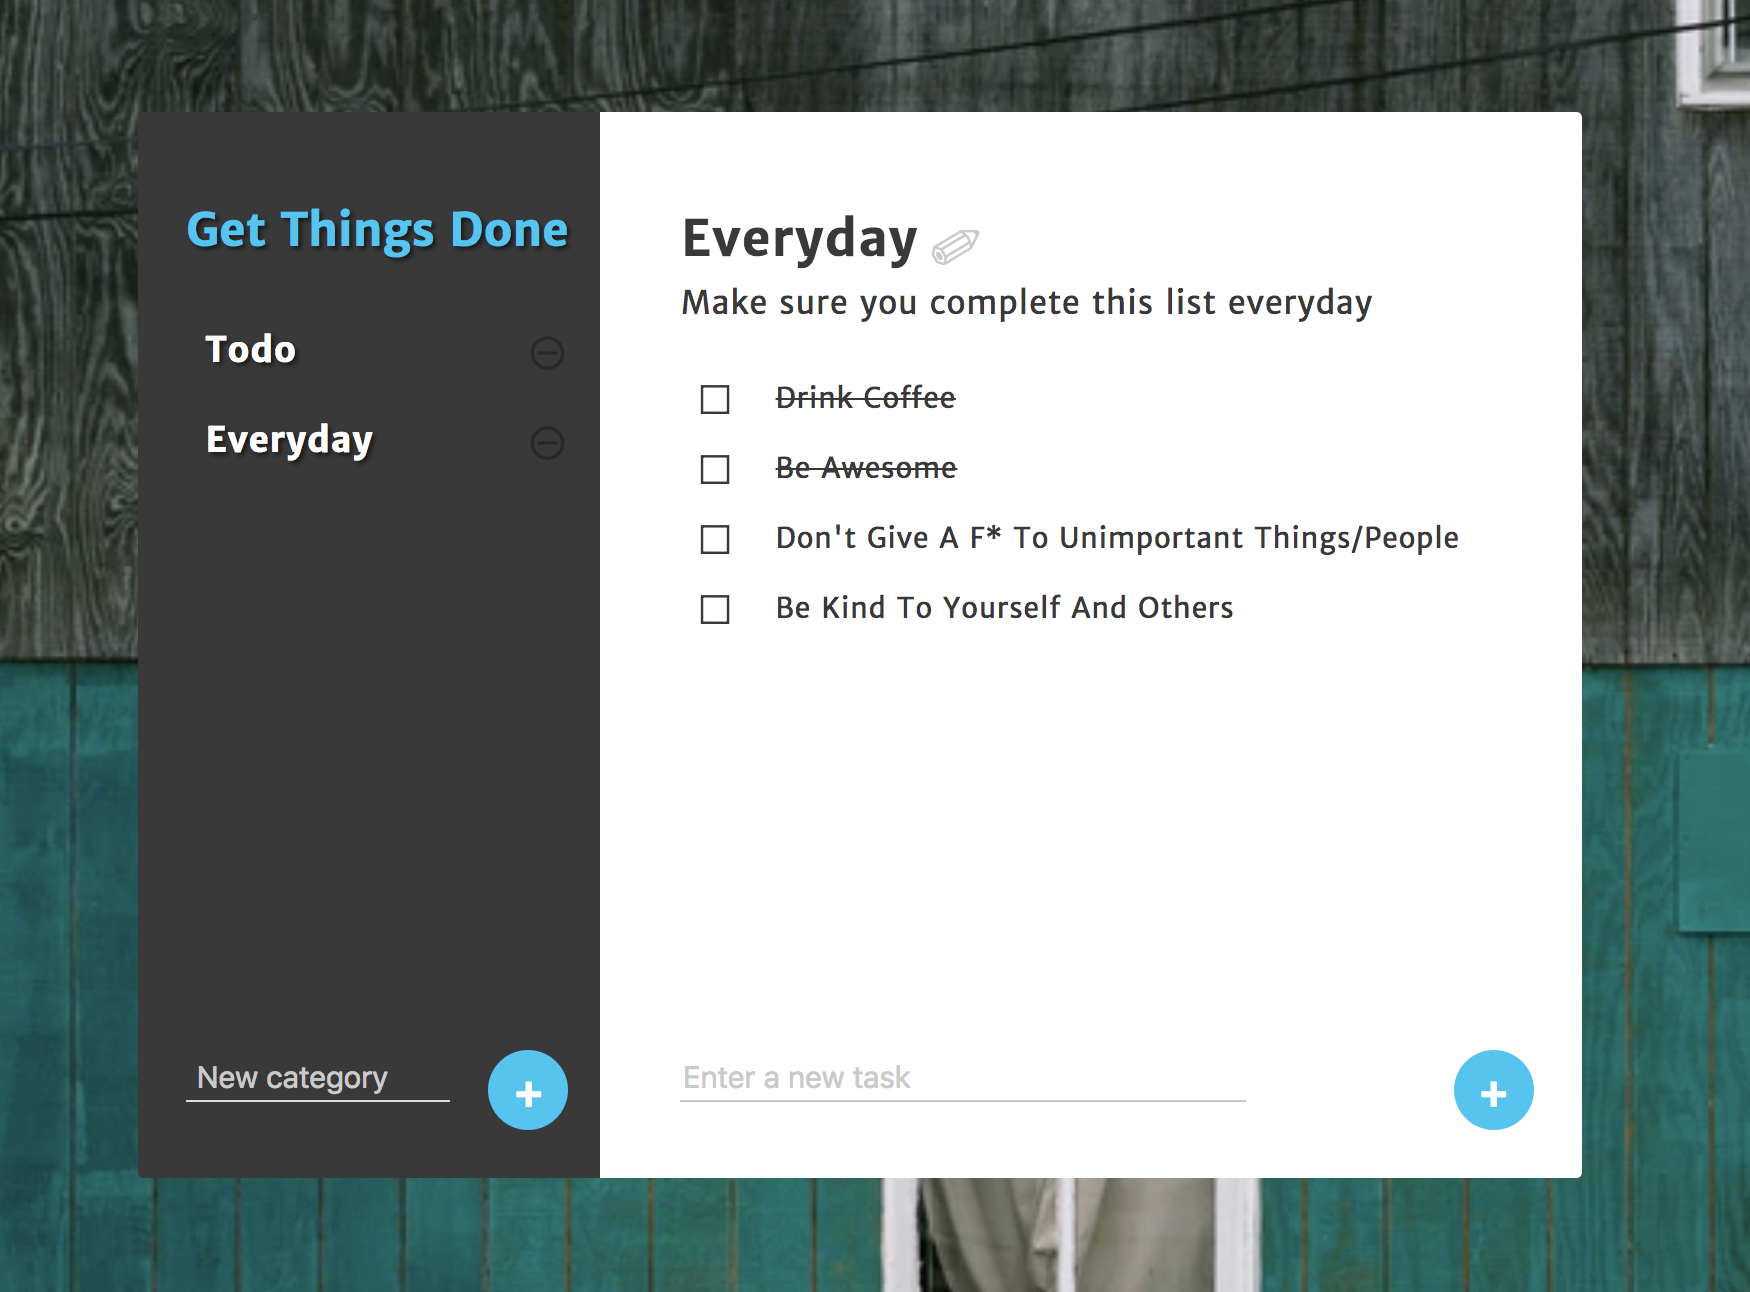 Get Things Done
Todo
Everyday
New category
Everyday
Make sure you complete this list everyday
Drink Coffee
Be Awesome
Don't Give A F* To Unimportant Things/People
Be Kind To Yourself And Others
Enter a new task